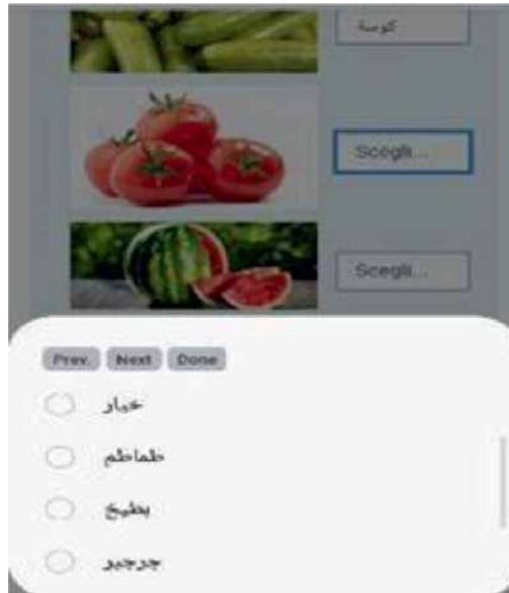 كوسة
Scegli...
Scegli...
Prev. Next Done
خيار
طماطم
بطيخ
جرجير